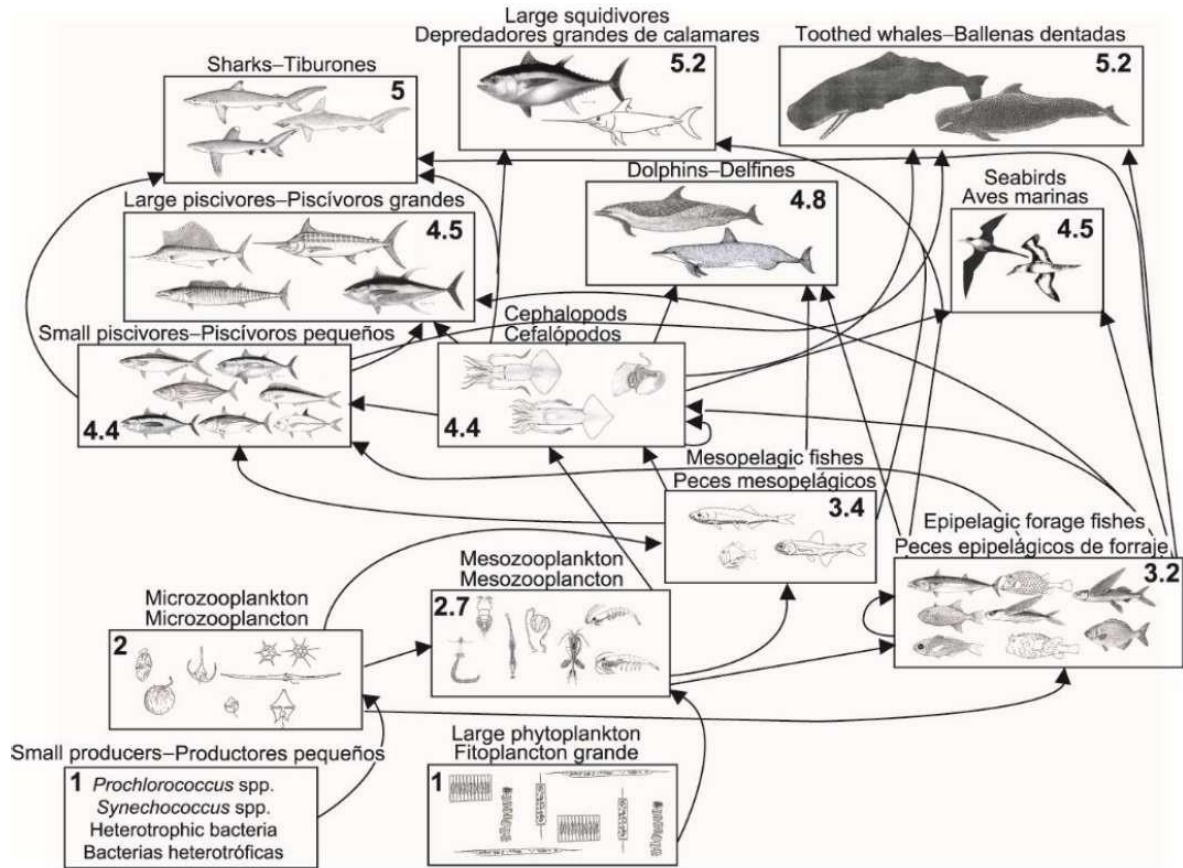 Large squidivores
Depredadores grandes de calamares
5.2
Toothed whales–Ballenas dentadas
5.2
Sharks–Tiburones
5
Dolphins–Delfines
4.8
Seabirds
Aves marinas
4.5
Large piscivores–Piscívoros grandes
4.5
Small piscivores–Piscívoros pequeños
4.4
Cephalopods
Cefalópodos
4.4
Mesopelagic fishes
Peces mesopelágicos
3.4
Epipelagic forage fishes
Peces epipelágicos de forraje
3.2
Mesozooplankton
Mesozooplancton
2.7
Microzooplankton
Microzooplancton
2
Small producers–Productores pequeños
1
Prochlorococcus spp.
Synechococcus spp.
Heterotrophic bacteria
Bacterias heterotróficas
Large phytoplankton
Fitoplancton grande
1